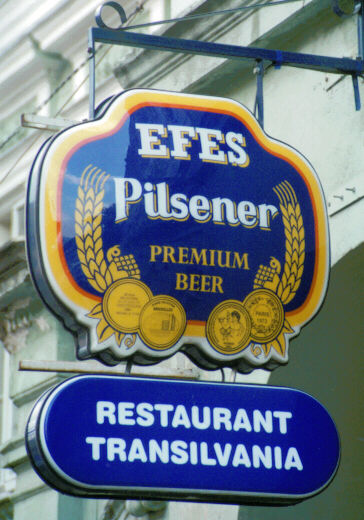 EFES
Pilsener
PREMIUM
BEER
RESTAURANT
TRANSILVANIA